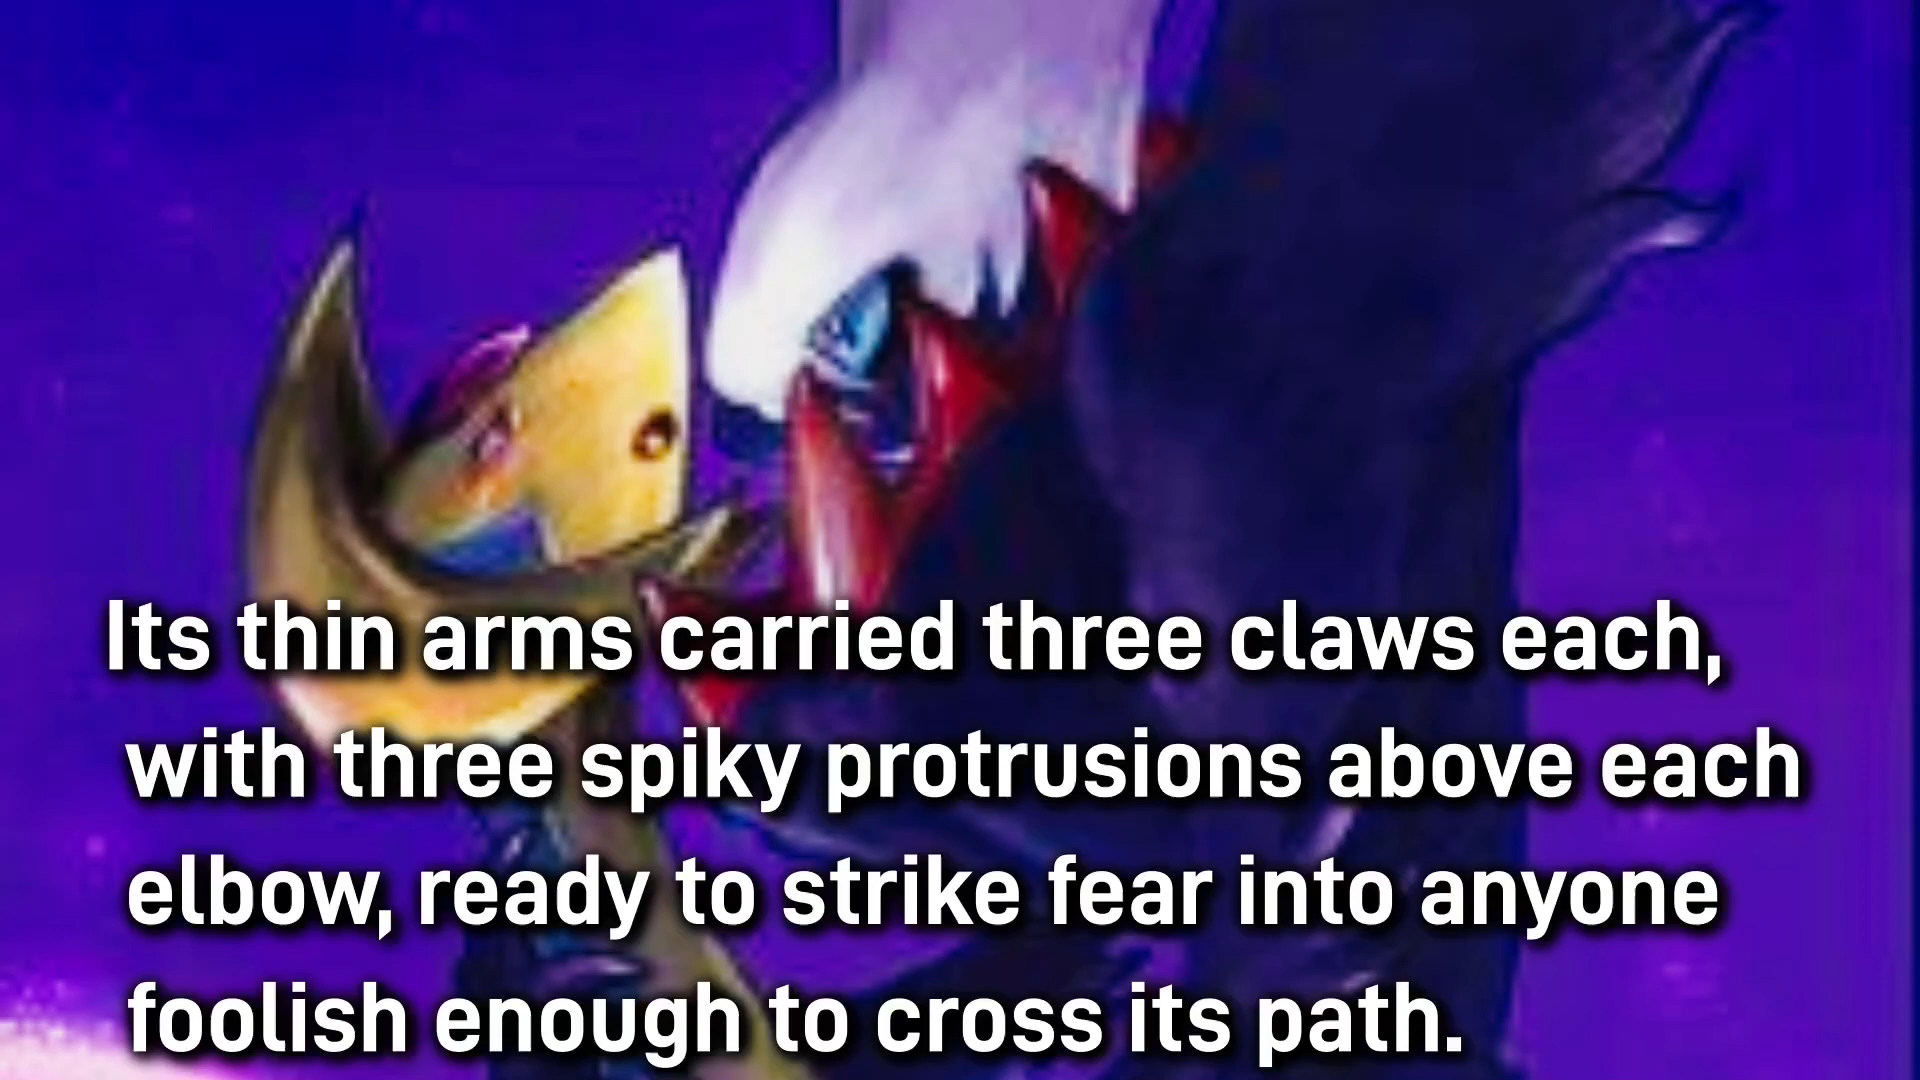 Its thin arms carried three claws each,
with three spiky protrusions above each
elbow, ready to strike fear into anyone
foolish enough to cross its path.